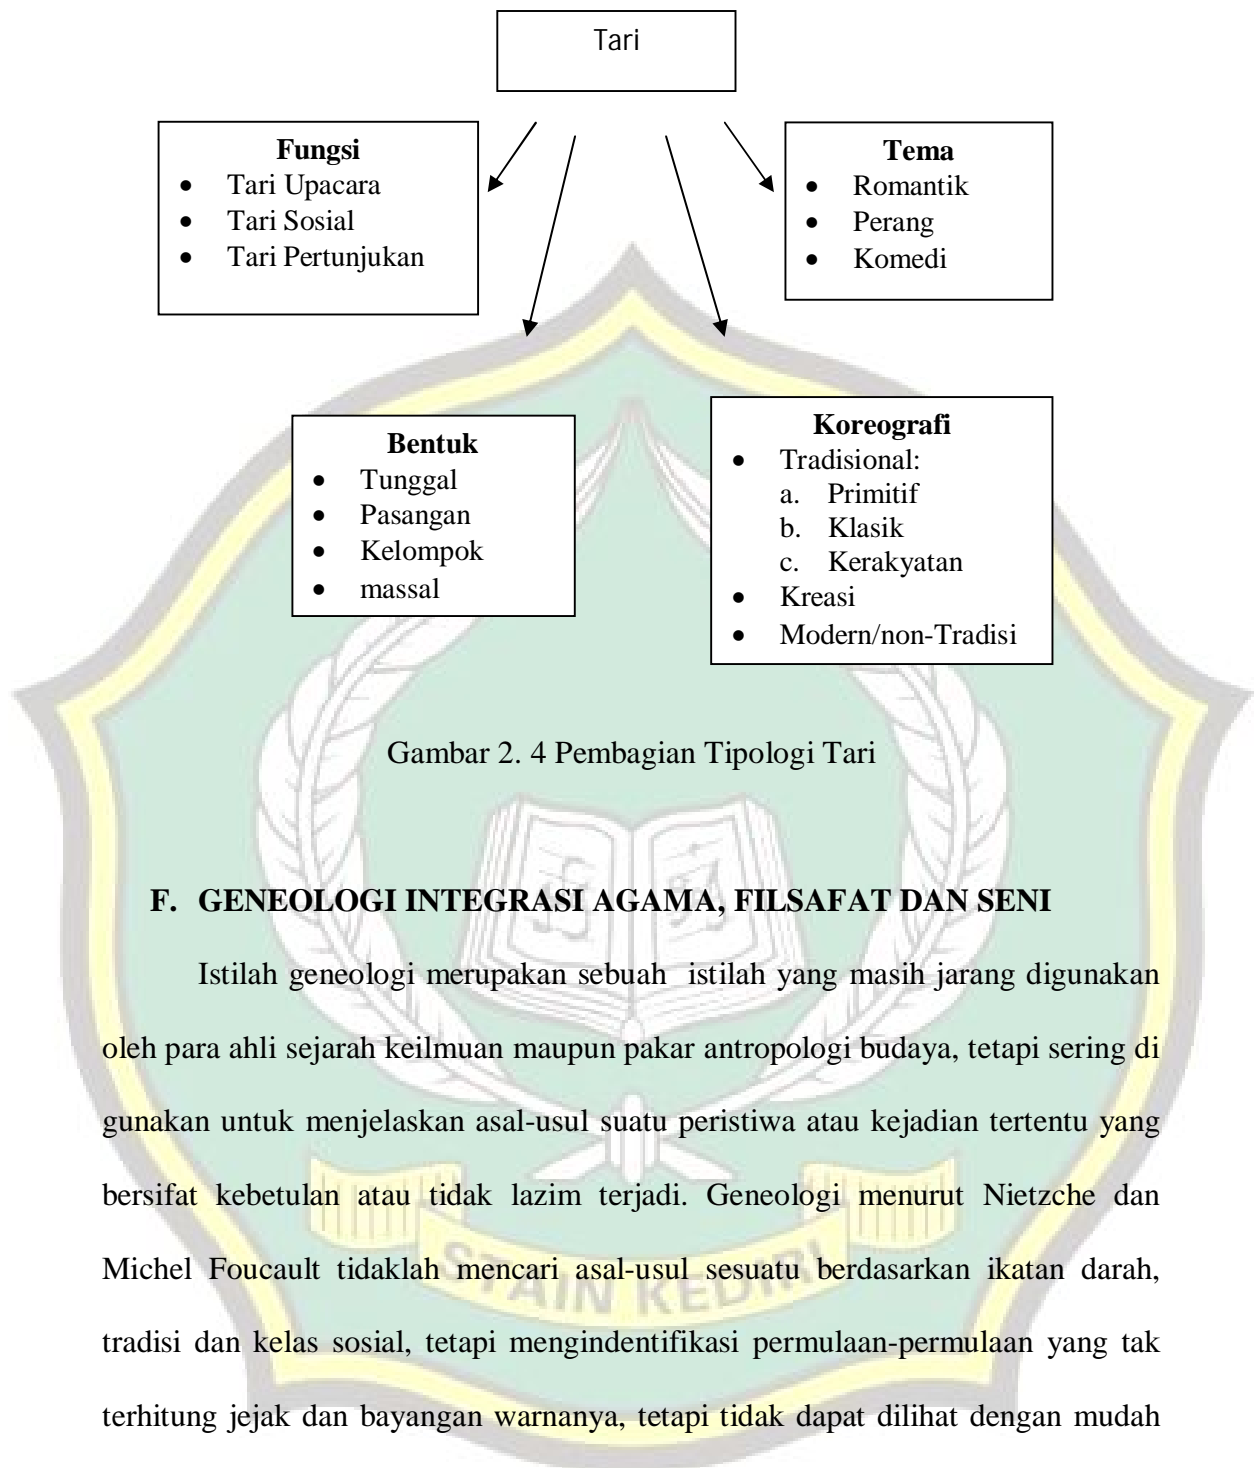 Tari
Fungsi
• Tari Upacara
• Tari Sosial
• Tari Pertunjukan
Tema
• Romantik
• Perang
• Komedi
Bentuk
• Tunggal
• Pasangan
• Kelompok
• massal
Koreografi
• Tradisional:
a. Primitif
b. Klasik
c. Kerakyatan
• Kreasi
• Modern/non-Tradisi
Gambar 2. 4 Pembagian Tipologi Tari
F. GENEOLOGI INTEGRASI AGAMA, FILSAFAT DAN SENI
Istilah geneologi merupakan sebuah istilah yang masih jarang digunakan
oleh para ahli sejarah keilmuan maupun pakar antropologi budaya, tetapi sering di
gunakan untuk menjelaskan asal-usul suatu peristiwa atau kejadian tertentu yang
bersifat kebetulan atau tidak lazim terjadi. Geneologi menurut Nietzche dan
Michel Foucault tidaklah mencari asal-usul sesuatu berdasarkan ikatan darah,
tradisi dan kelas sosial, tetapi mengindentifikasi permulaan-permulaan yang tak
terhitung jejak dan bayangan warnanya, tetapi tidak dapat dilihat dengan mudah
STAIN KEDIRI